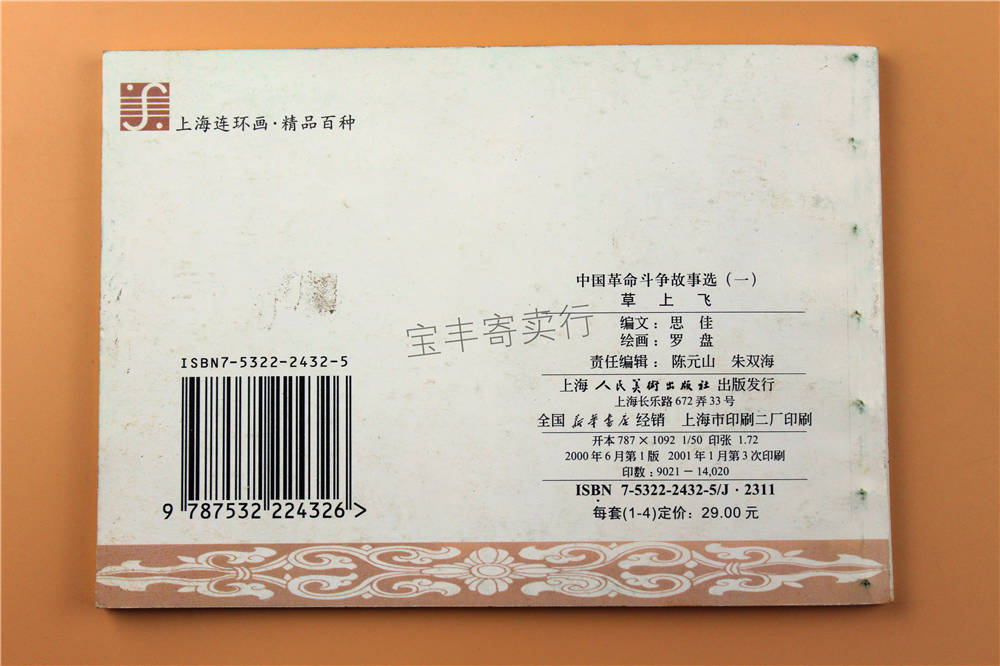 上海连环画·精品百种
中国革命斗争故事选（一）
草上飞
编文：思佳
绘画：罗盘
责任编辑：陈元山 朱双海
上海人民美術出版社出版发行
上海长乐路672弄33号
全国新华书店经销 上海市印刷二厂印刷
开本787×1092 1/50 印张 1.72
2000年6月第1版 2001年1月第3次印刷
印数：9021－14,020
ISBN 7-5322-2432-5/J·2311
每套(1-4)定价：29.00元
宝丰寄卖行
ISBN7-5322-2432-5
9 787532 224326 >